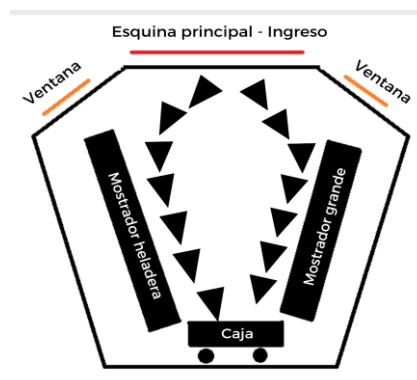 Esquina principal - Ingreso
Ventana
Ventana
Mostrador heladera
Mostrador grande
Caja